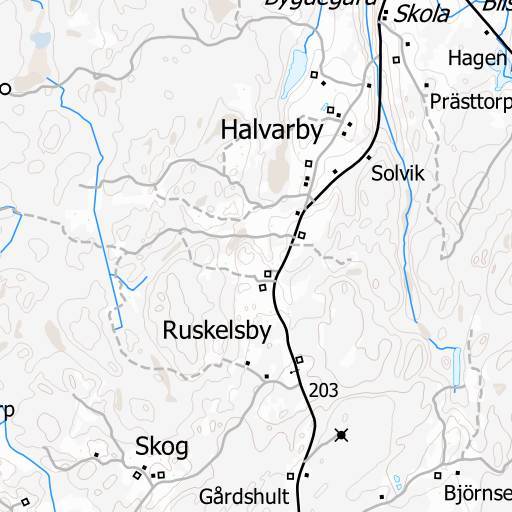 Skola
Hagen
Prästtorp
Halvarby
Solvik
Ruskelsby
203
Skog
Gårdshult